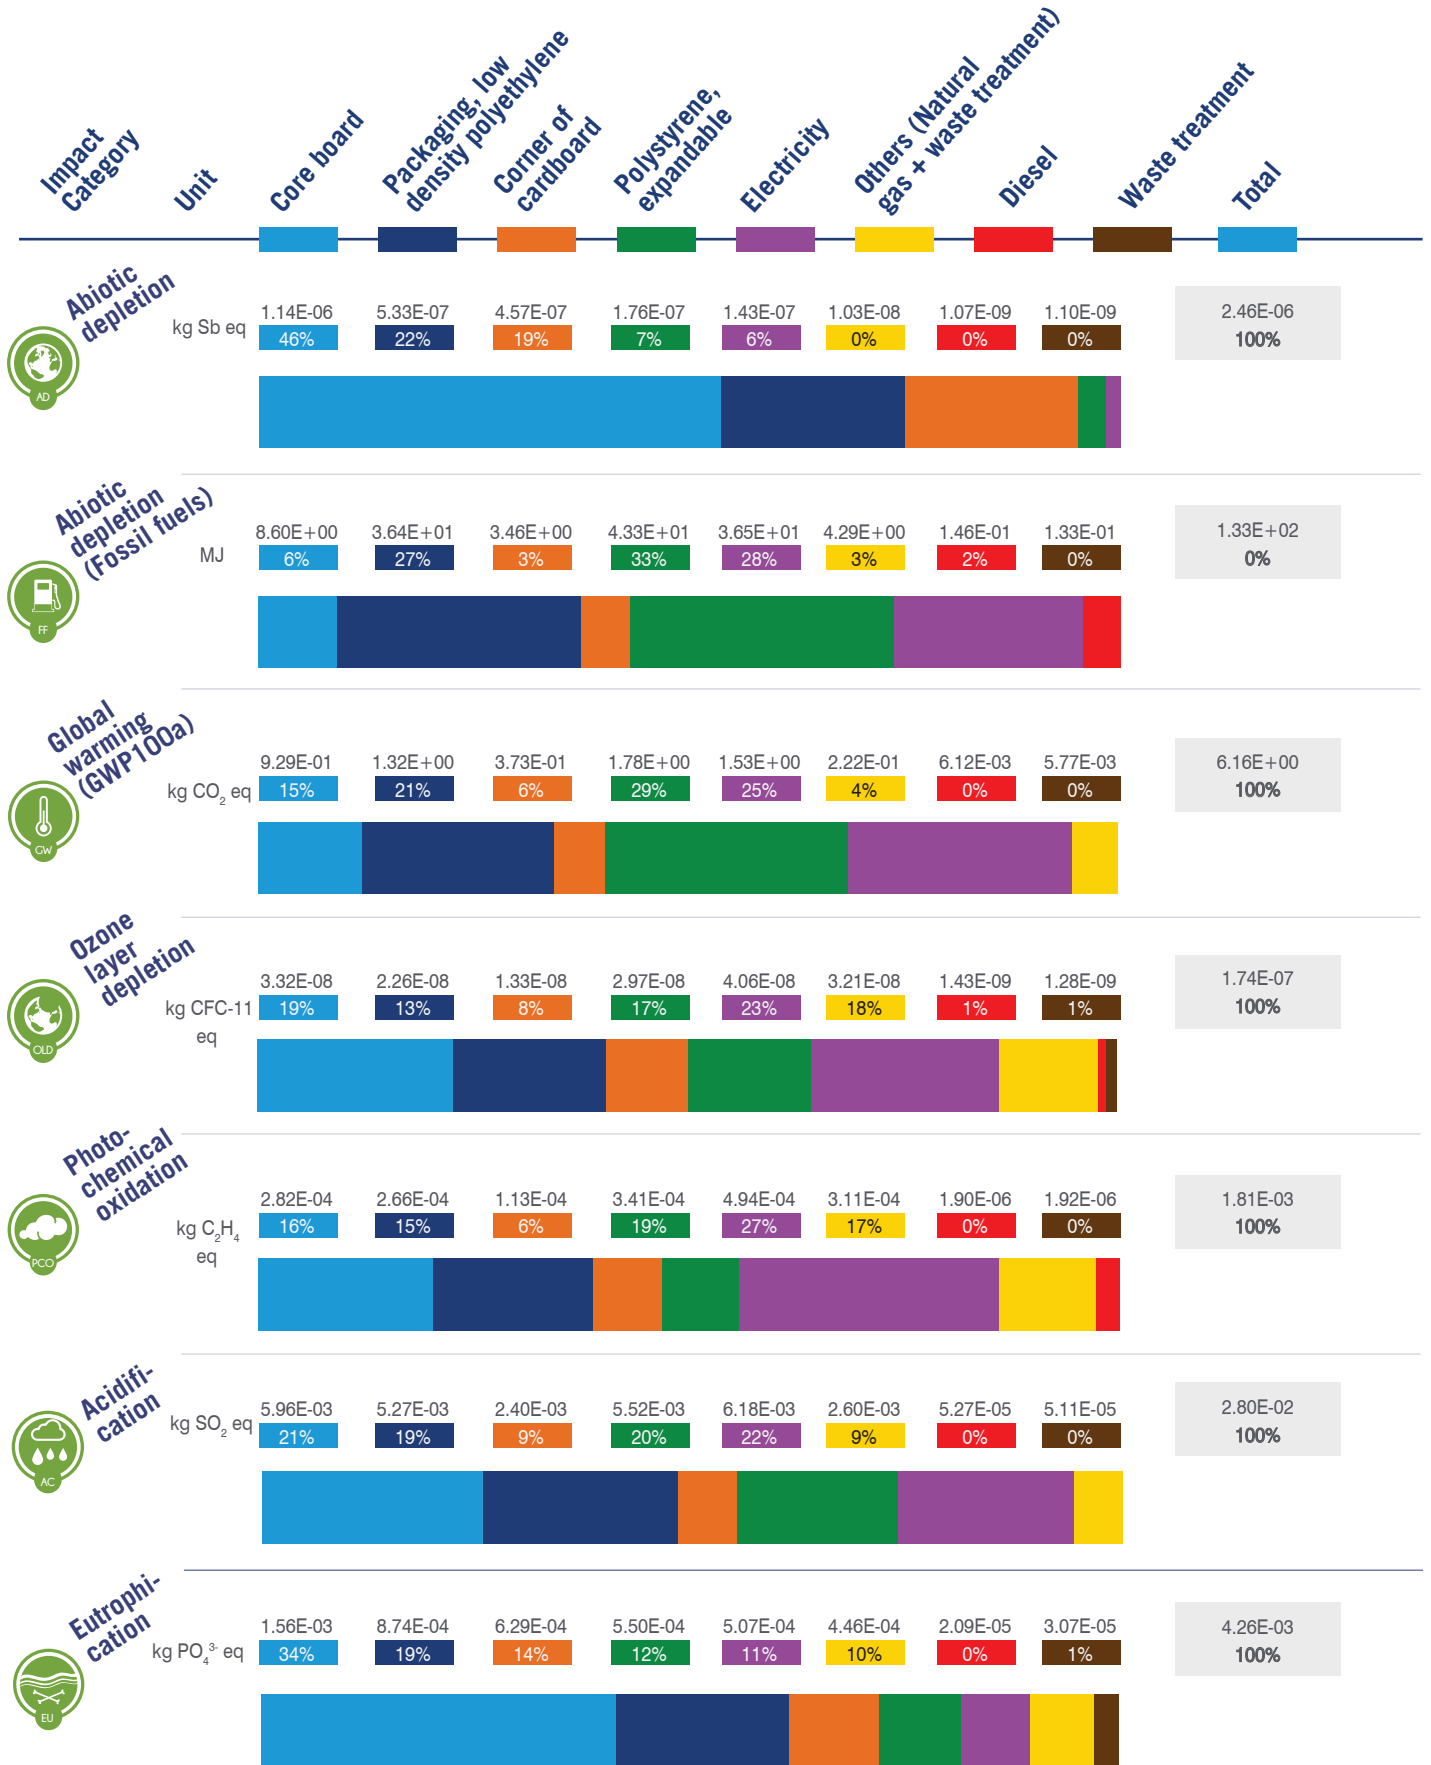 Impact
Category
Unit
Core board
Packaging, low
density polyethylene
Corner of
cardboard
Polystyrene,
expandable
Electricity
Others (Natural
gas + waste treatment)
Diesel
Waste treatment
Total
Abiotic
depletion
AD
kg Sb eq
1.14E-06 5.33E-07 4.57E-07 1.76E-07 1.43E-07 1.03E-08 1.07E-09 1.10E-09 2.46E-06
46% 22% 19% 7% 6% 0% 0% 0% 100%
Abiotic
depletion
(Fossil fuels)
FF
MJ
8.60E+00 3.64E+01 3.46E+00 4.33E+01 3.65E+01 4.29E+00 1.46E-01 1.33E-01 1.33E+02
6% 27% 3% 33% 28% 3% 2% 0% 0%
Global
warming
(GWP100a)
GW
kg CO2 eq
9.29E-01 1.32E+00 3.73E-01 1.78E+00 1.53E+00 2.22E-01 6.12E-03 5.77E-03 6.16E+00
15% 21% 6% 29% 25% 4% 0% 0% 100%
Ozone
layer
depletion
OLD
kg CFC-11
eq
3.32E-08 2.26E-08 1.33E-08 2.97E-08 4.06E-08 3.21E-08 1.43E-09 1.28E-09 1.74E-07
19% 13% 8% 17% 23% 18% 1% 1% 100%
Photo-
chemical
oxidation
PCO
kg C2H4
eq
2.82E-04 2.66E-04 1.13E-04 3.41E-04 4.94E-04 3.11E-04 1.90E-06 1.92E-06 1.81E-03
16% 15% 6% 19% 27% 17% 0% 0% 100%
Acidifi-
cation
AC
kg SO2 eq
5.96E-03 5.27E-03 2.40E-03 5.52E-03 6.18E-03 2.60E-03 5.27E-05 5.11E-05 2.80E-02
21% 19% 9% 20% 22% 9% 0% 0% 100%
Eutrophi-
cation
EU
kg PO4 3- eq
1.56E-03 8.74E-04 6.29E-04 5.50E-04 5.07E-04 4.46E-04 2.09E-05 3.07E-05 4.26E-03
34% 19% 14% 12% 11% 10% 0% 1% 100%